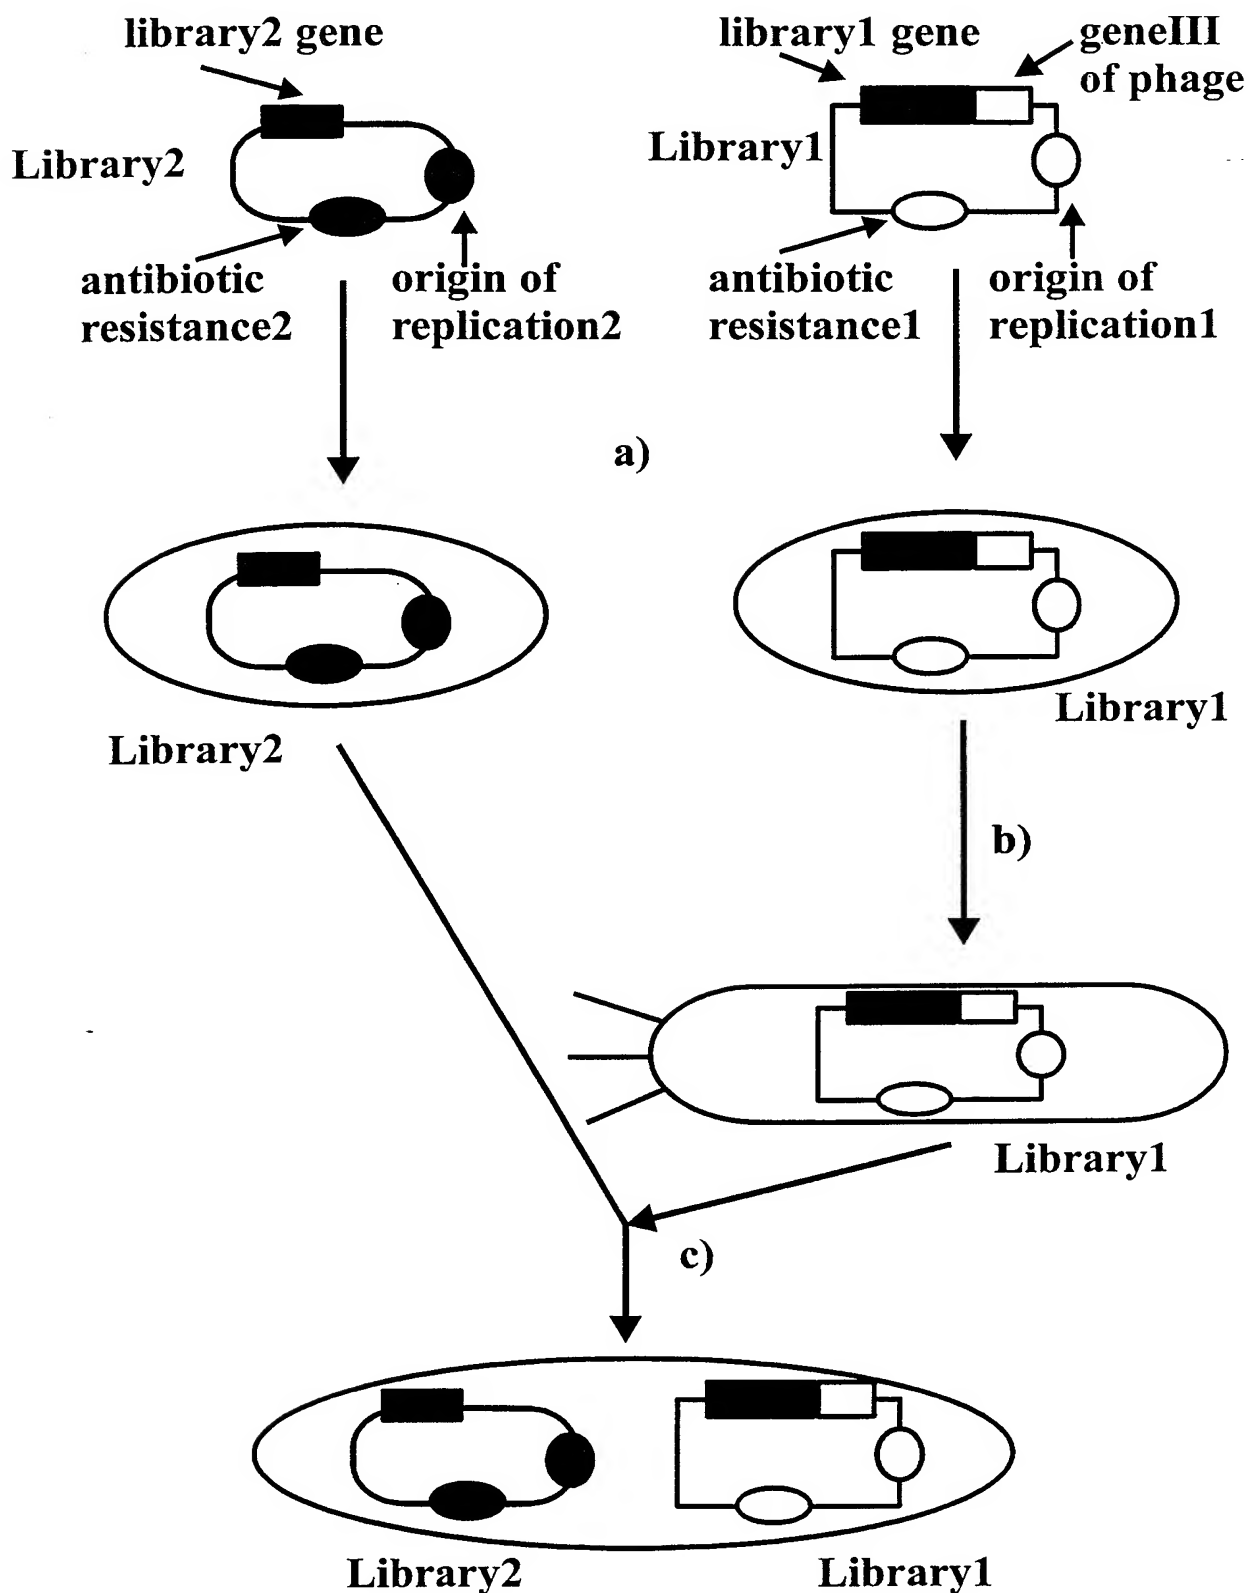 library2 gene
library1 gene
geneIII
of phage
Library2
Library1
antibiotic
resistance2
origin of
replication2
antibiotic
resistance1
origin of
replication1
a)
Library2
Library1
b)
Library1
c)
Library2
Library1